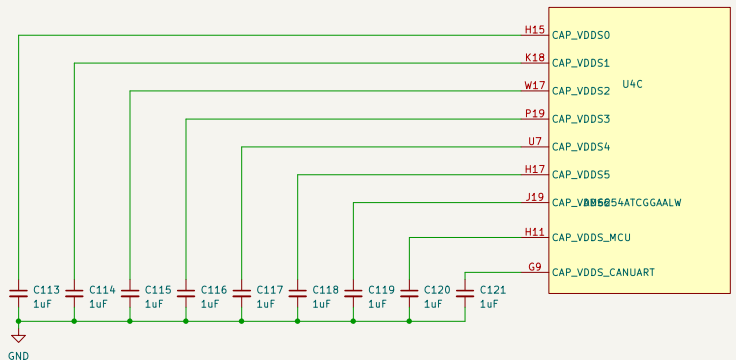 H15 CAP_VDDS0
K18 CAP_VDDS1
U4C
W17 CAP_VDDS2
P19 CAP_VDDS3
U7 CAP_VDDS4
H17 CAP_VDDS5
J19
H11 CAP_VDDS_MCU
G9 CAP_VDDS_CANUART
C113 C114 C115 C116 C117 C118 C119 C120 C121
1uF 1uF 1uF 1uF 1uF 1uF 1uF 1uF 1uF
GND